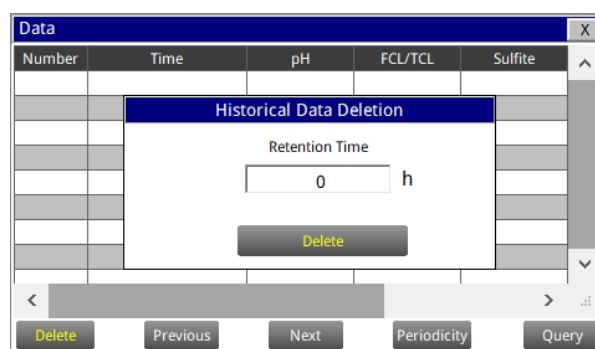 Data X
Number Time pH FCL/TCL Sulfite
Historical Data Deletion
Retention Time
0 h
Delete
Delete Previous Next Periodicity Query